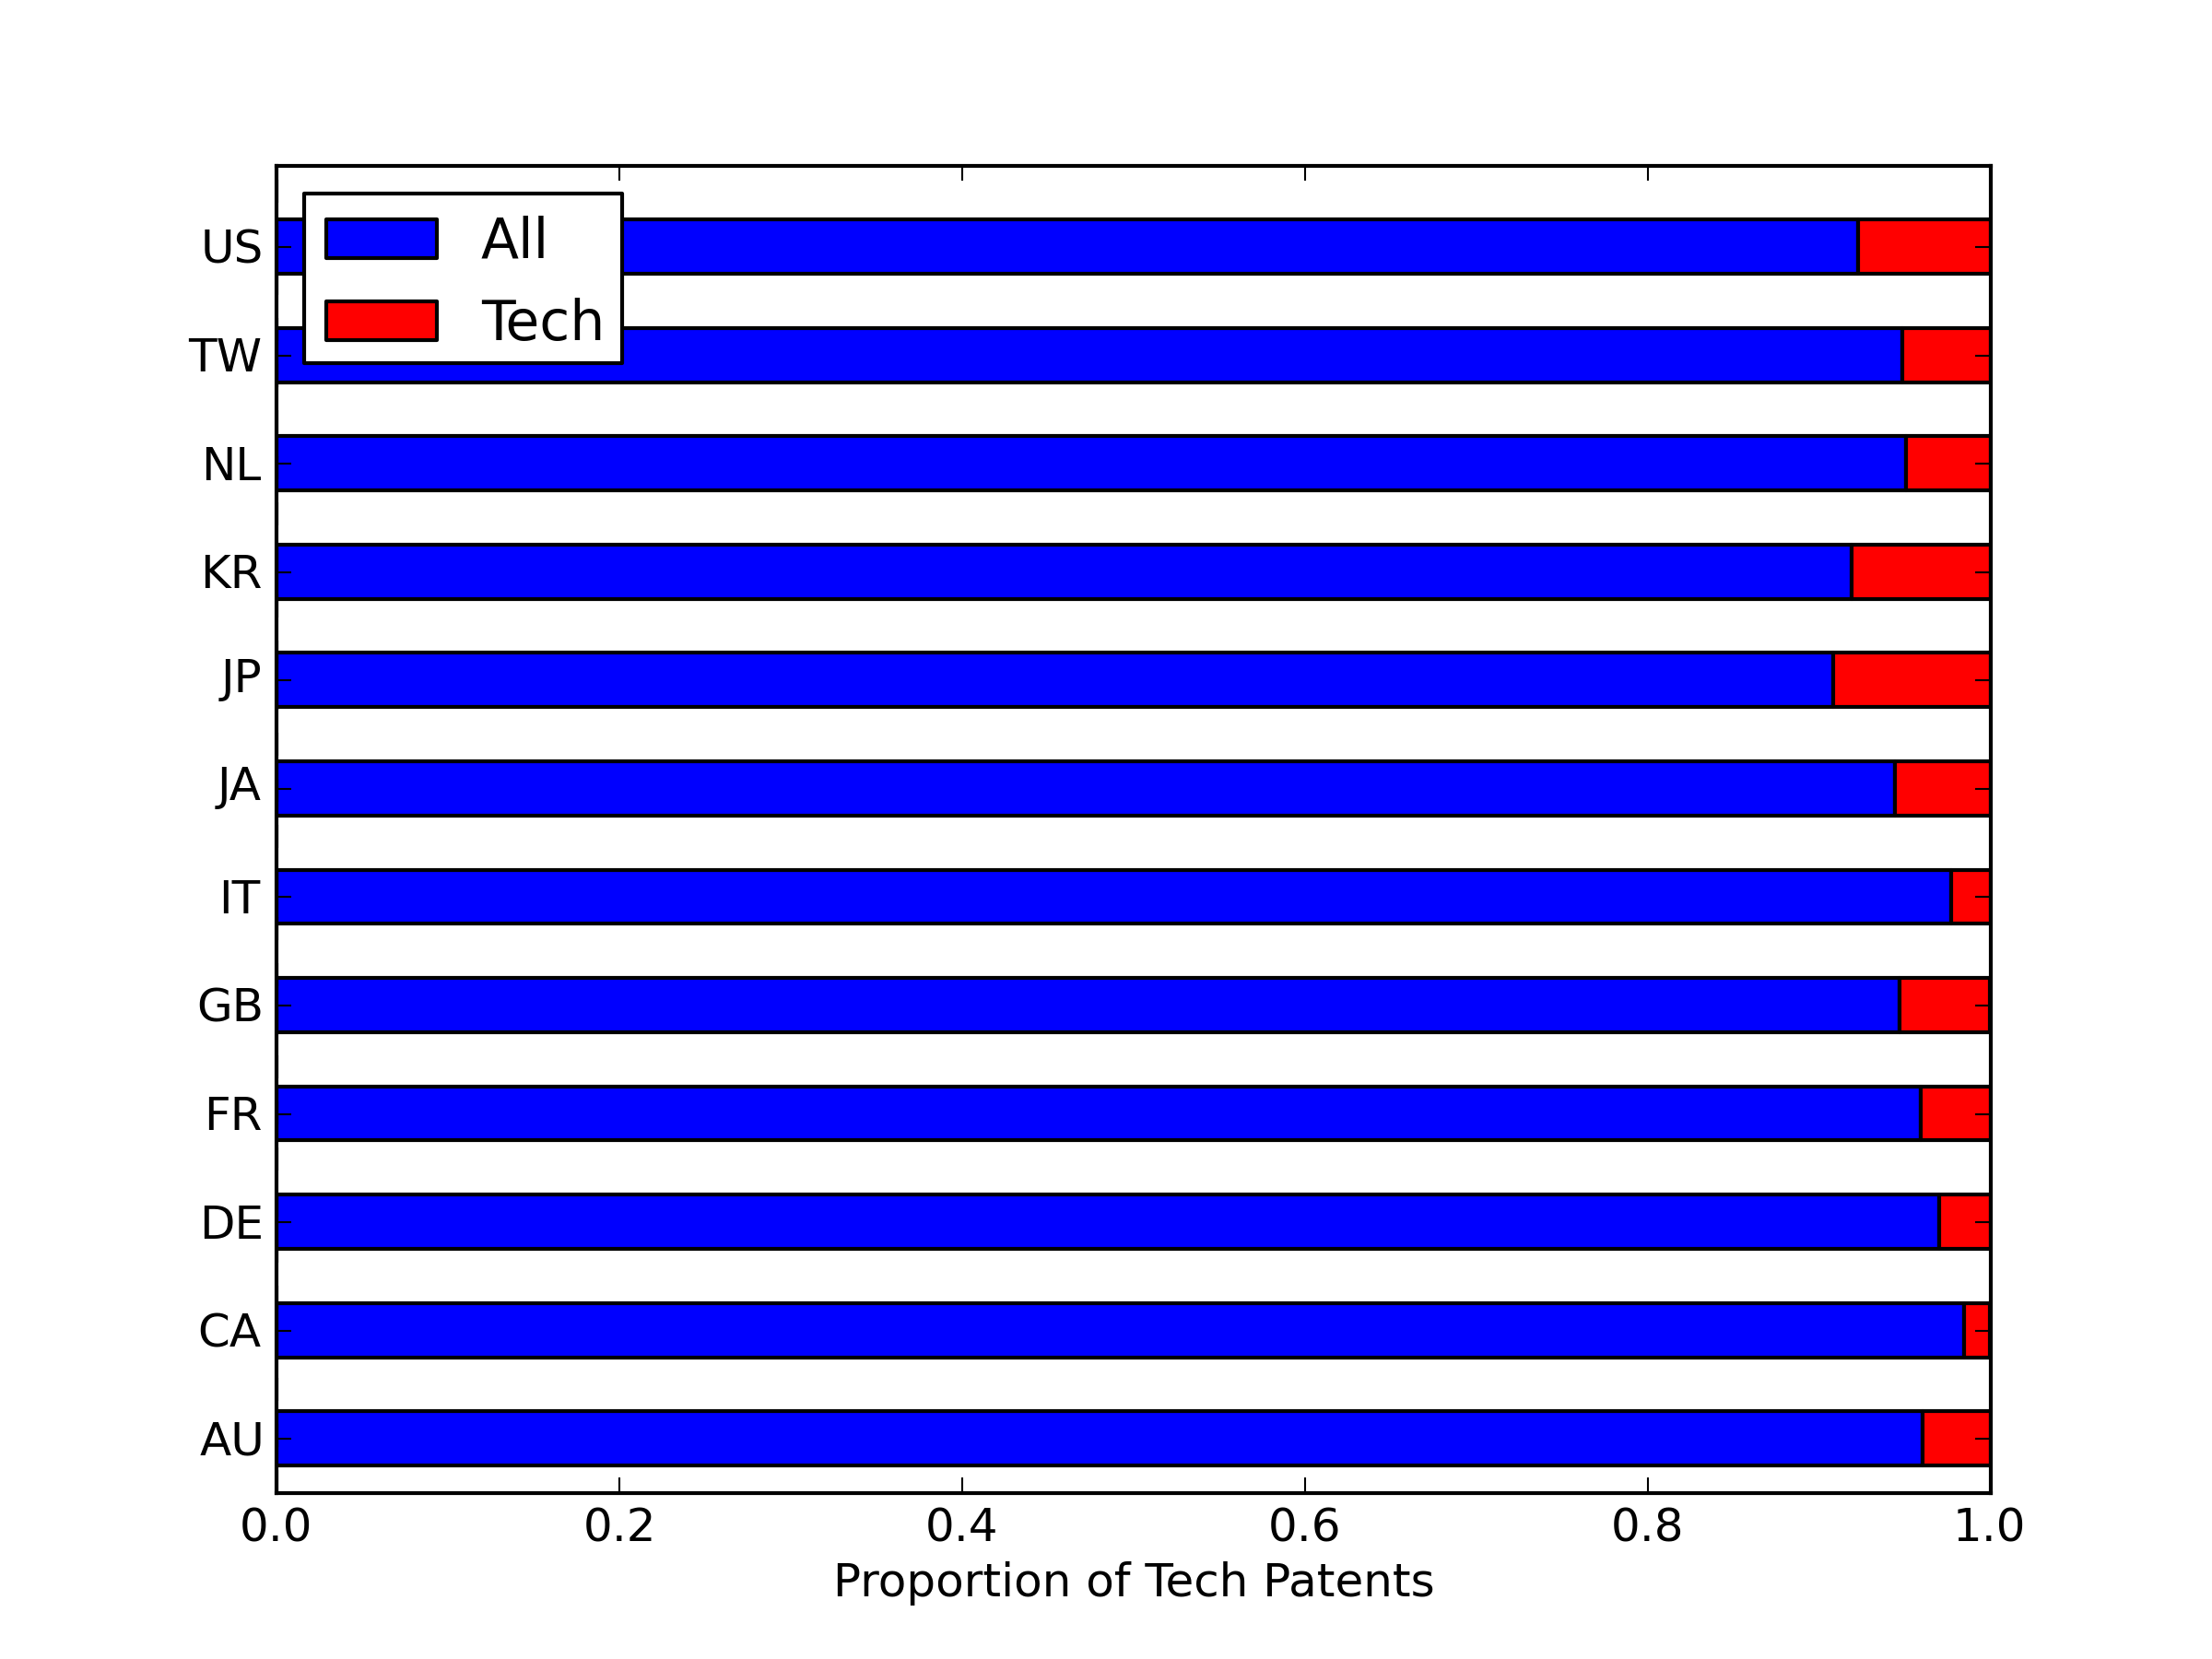 All
Tech
US
TW
NL
KR
JP
JA
IT
GB
FR
DE
CA
AU
0.0 0.2 0.4 0.6 0.8 1.0
Proportion of Tech Patents